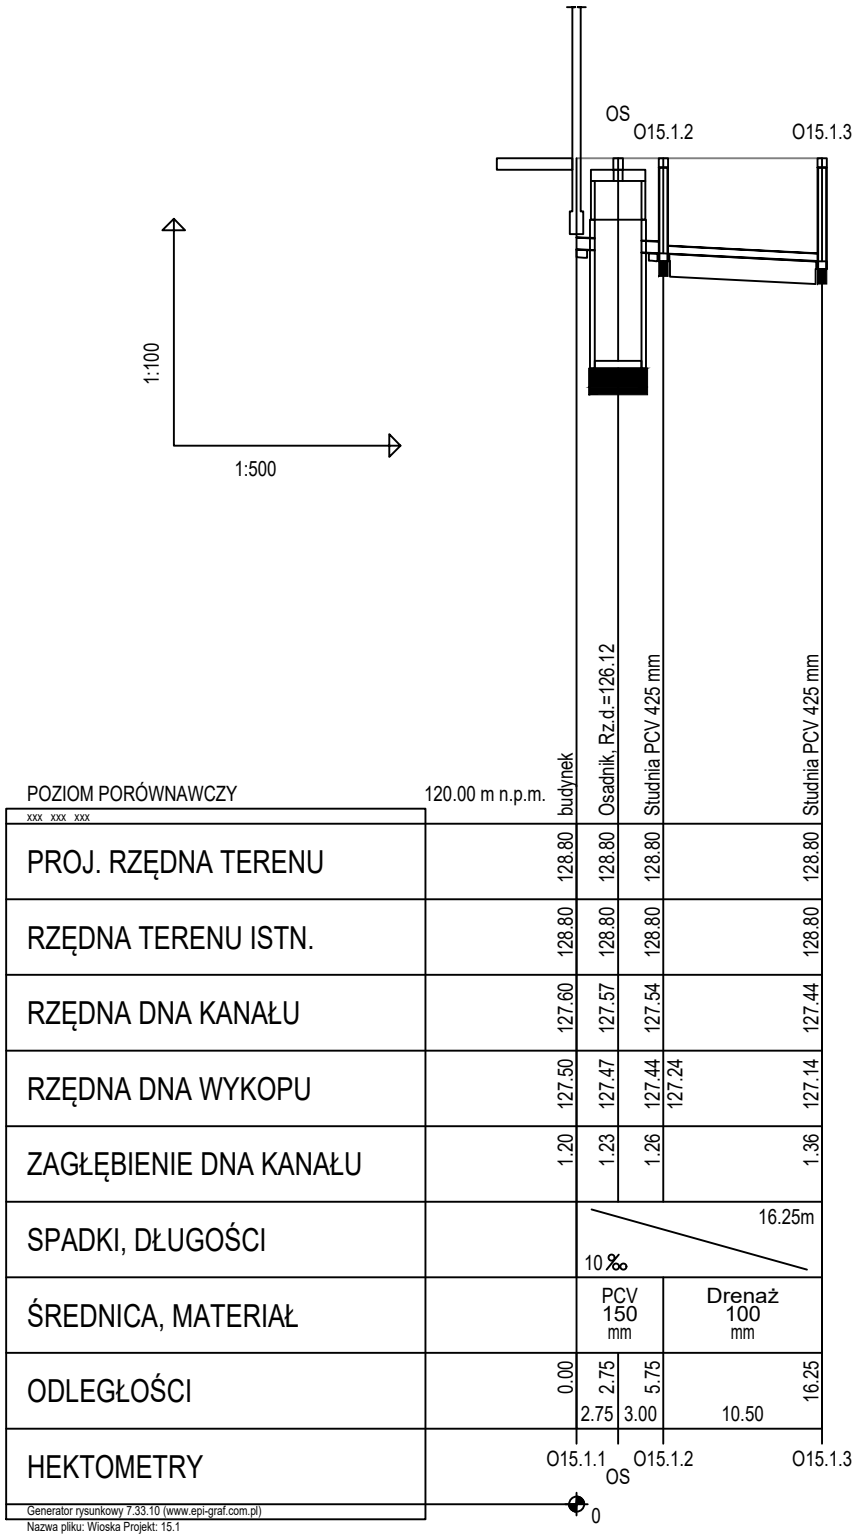 OS
O15.1.2
O15.1.3
1:100
1:500
budynek
Osadnik, Rz.d.=126.12
Studnia PCV 425 mm
Studnia PCV 425 mm
POZIOM PORÓWNAWCZY 120.00 m n.p.m.
xxx xxx xxx
PROJ. RZĘDNA TERENU 128.80 128.80 128.80 128.80
RZĘDNA TERENU ISTN. 128.80 128.80 128.80 128.80
RZĘDNA DNA KANAŁU 127.60 127.57 127.54 127.44
RZĘDNA DNA WYKOPU 127.50 127.47 127.44 127.24 127.14
ZAGŁĘBIENIE DNA KANAŁU 1.20 1.23 1.26 1.36
SPADKI, DŁUGOŚCI
16.25m
10 ‰
ŚREDNICA, MATERIAŁ
PCV
150
mm
Drenaż
100
mm
ODLEGŁOŚCI 0.00 2.75 5.75 16.25
2.75 3.00 10.50
HEKTOMETRY
O15.1.1 O15.1.2 O15.1.3
OS
0
Generator rysunkowy 7.33.10 (www.epi-graf.com.pl)
Nazwa pliku: Wioska Projekt: 15.1